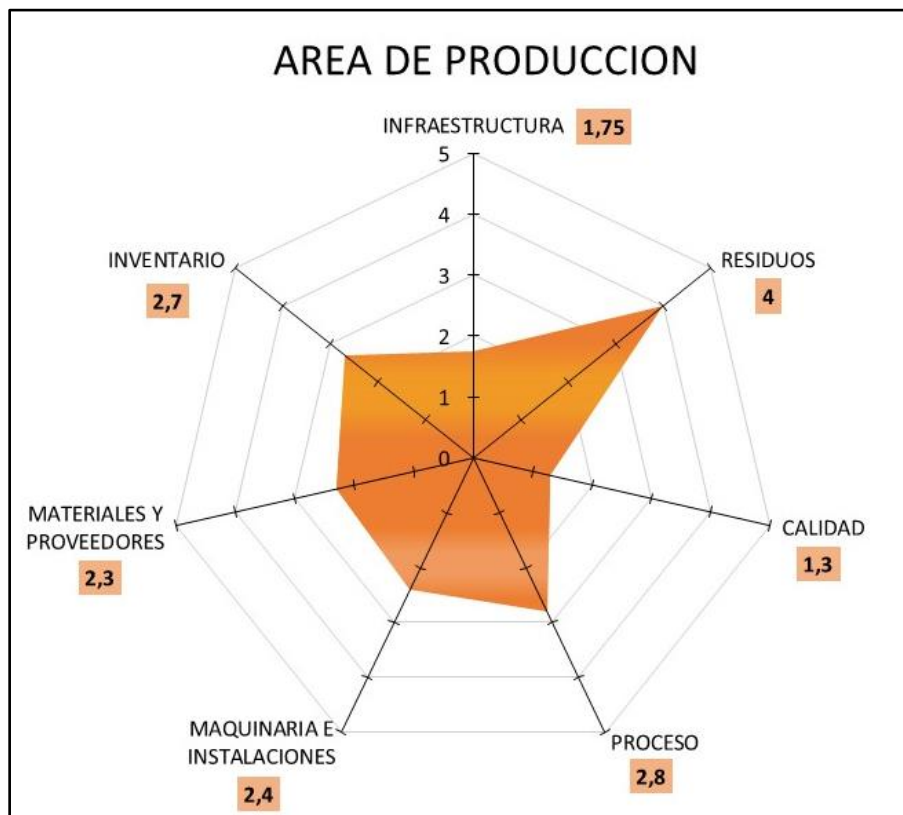 AREA DE PRODUCCION
INFRAESTRUCTURA 1,75
5
4
3
2
1
0
RESIDUOS
4
CALIDAD
1,3
PROCESO
2,8
MAQUINARIA E
INSTALACIONES
2,4
MATERIALES Y
PROVEEDORES
2,3
INVENTARIO
2,7